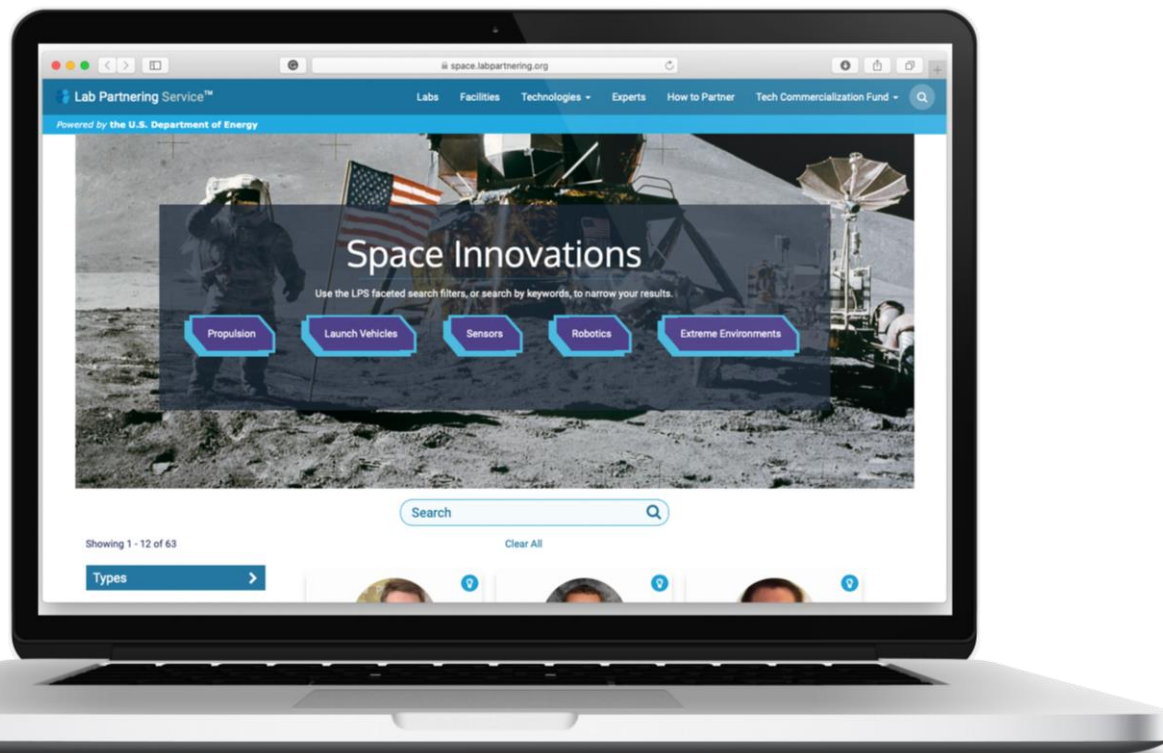 space.labpartnering.org
Lab Partnering Service™
Labs Facilities Technologies Experts How to Partner Tech Commercialization Fund
Powered by the U.S. Department of Energy
Space Innovations
Use the LPS faceted search filters, or search by keywords, to narrow your results.
Propulsion Launch Vehicles Sensors Robotics Extreme Environments
Search
Showing 1 - 12 of 63 Clear All
Types